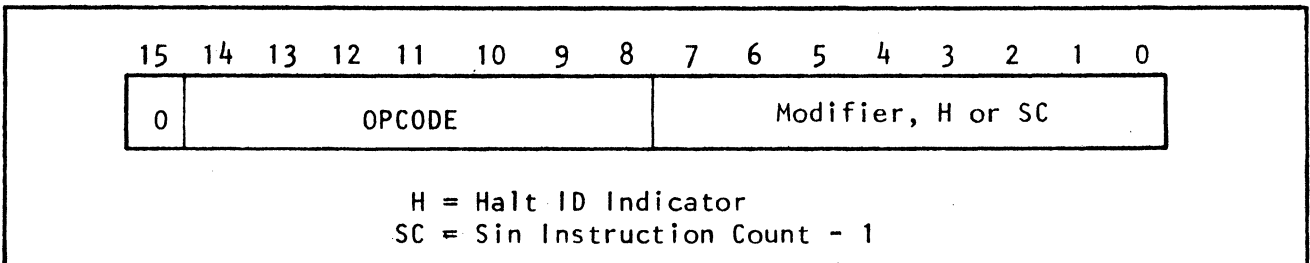 15 14 13 12 11 10 9 8 7 6 5 4 3 2 1 0
0 OPCODE Modifier, H or SC
H = Halt ID Indicator
SC = Sin Instruction Count - 1